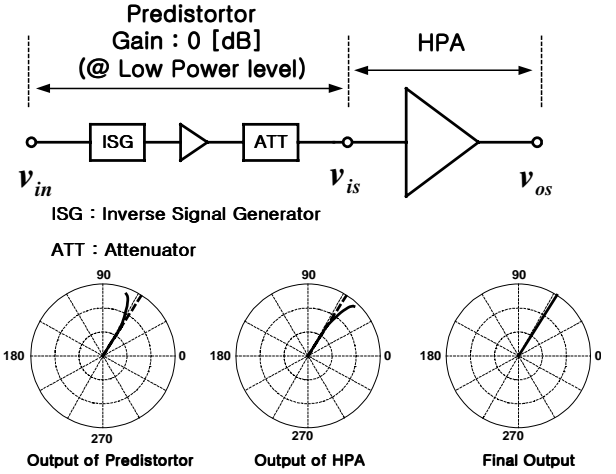 Predistortor
Gain : 0 [dB]
(@ Low Power level)
HPA
ISG
ATT
v_in
v_is
v_os
ISG : Inverse Signal Generator
ATT : Attenuator
90
180
0
270
Output of Predistortor
90
180
0
270
Output of HPA
90
180
0
270
Final Output